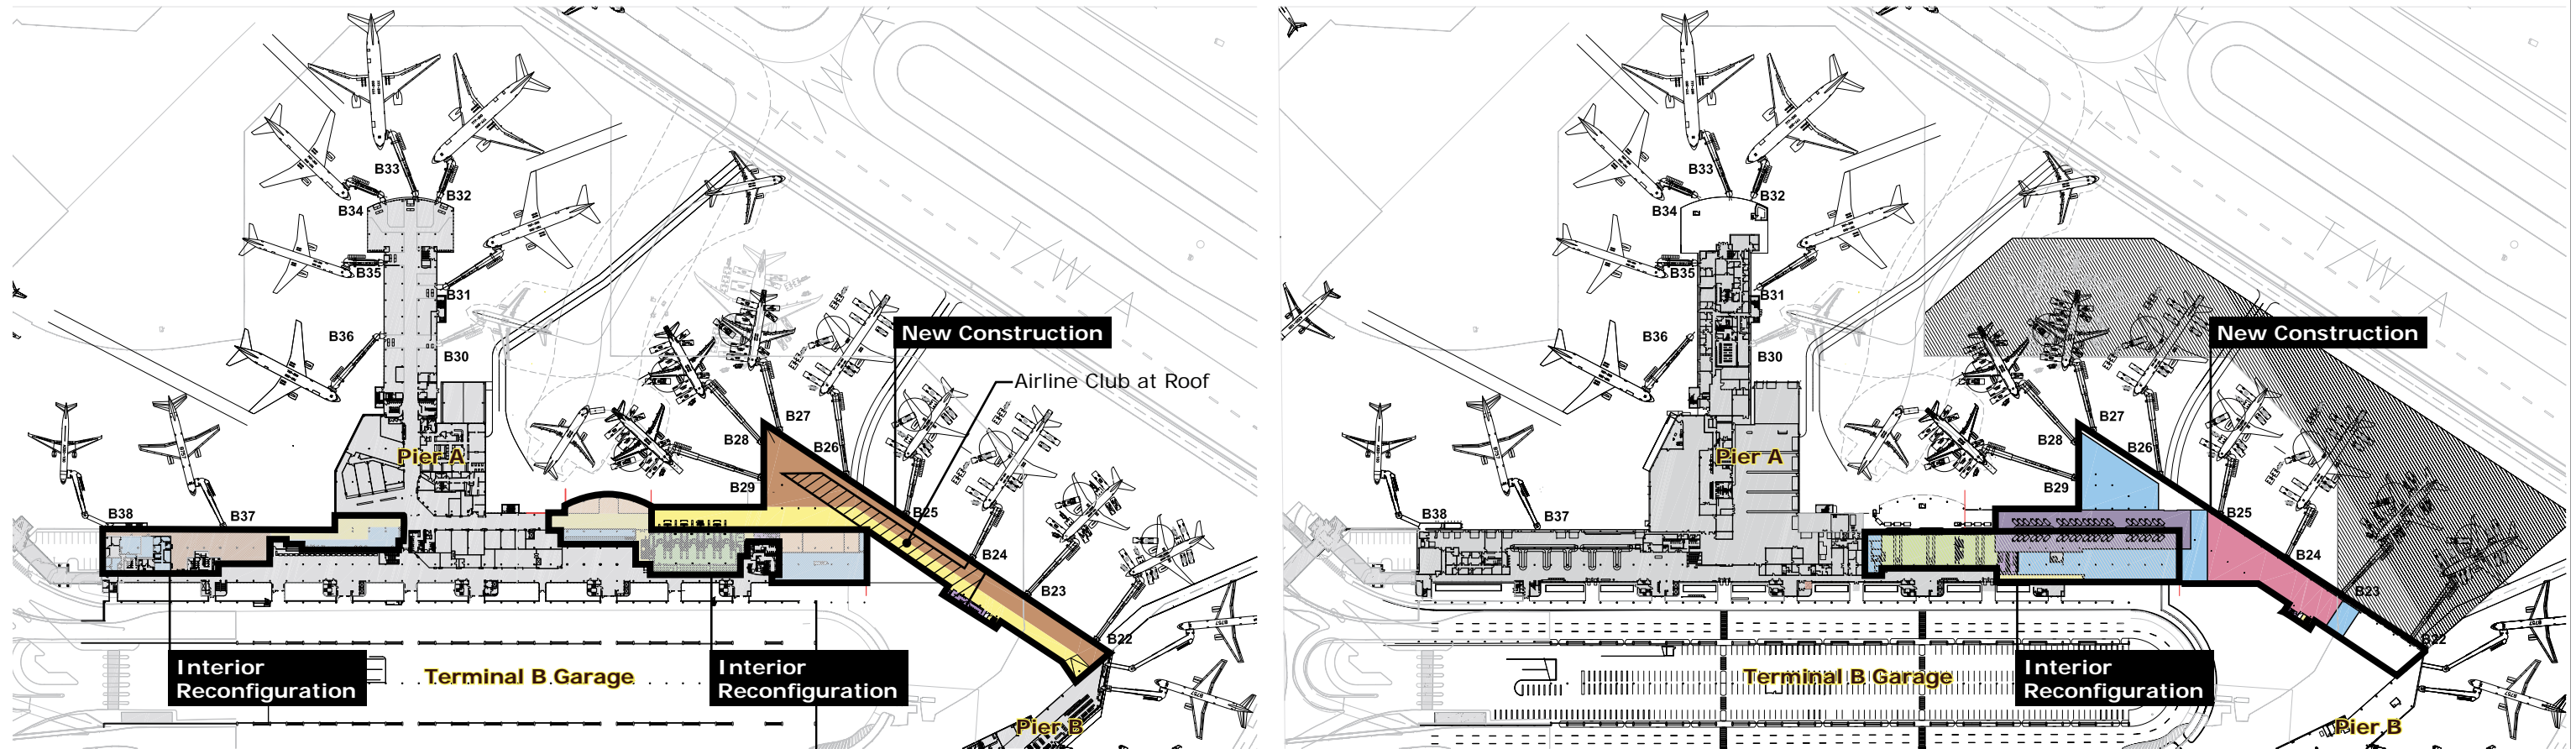 B33
B32
B34
B35
B31
B36
B30
New Construction
Airline Club at Roof
B27
B28
B26
Pier A
B29
B38
B37
B25
B24
B23
B22
Interior
Reconfiguration
Terminal B Garage
Interior
Reconfiguration
Pier B
T/W
T/W A
B33
B32
B34
B35
B31
B36
B30
New Construction
B27
B28
B26
Pier A
B29
B38
B37
B25
B24
B23
B22
Interior
Reconfiguration
Terminal B Garage
Pier B
T/W
T/W A